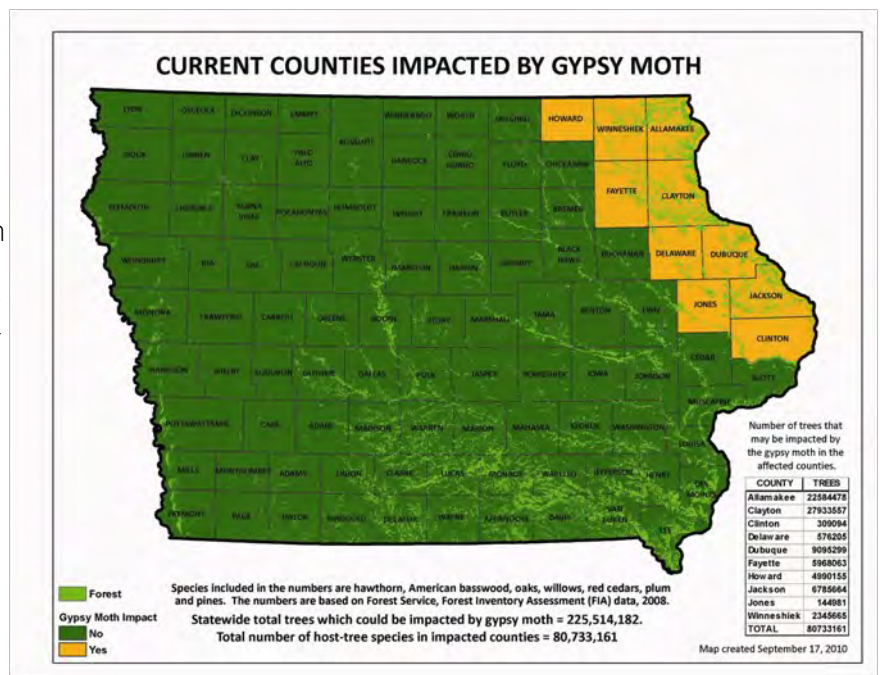 CURRENT COUNTIES IMPACTED BY GYPSY MOTH
LYON OSCEOLA DICKINSON EMMET WINNEBAGO WORTH MITCHELL HOWARD WINNESHIEK ALLAMAKEE
KOSSUTH
SIOUX CLAY PALO ALTO HANCOCK CERRO GORDO FLOYD CHICKASAW
FAYETTE CLAYTON
PLYMOUTH CHEROKEE BUENA VISTA POCAHONTAS HUMBOLDT WRIGHT FRANKLIN BUTLER BREMER
WOODBURY IDA SAC CALHOUN WEBSTER HAMILTON HARDIN GRUNDY BLACK HAWK BUCHANAN DELAWARE DUBUQUE
MONONA CRAWFORD CARROLL GREENE BOONE STORY MARSHALL TAMA BENTON LINN JONES JACKSON
CLINTON
CEDAR
HARRISON SHELBY AUDUBON GUTHRIE DALLAS POLK JASPER POWESHIEK IOWA JOHNSON SCOTT
MUSCATINE
POTTAWATTAMIE CASS ADAIR MADISON WARREN MARION MAHASKA KEOKUK WASHINGTON
LOUISA
MILLS MONTGOMERY ADAMS UNION CLARKE LUCAS MONROE WAPELLO JEFFERSON HENRY DES MOINES
FREMONT PAGE TAYLOR RINGGOLD DECATUR WAYNE APPANOOSE DAVIS VAN BUREN LEE
Number of trees that
may be impacted by
the gypsy moth in the
affected counties.
COUNTY TREES
Allamakee 22584478
Clayton 27933557
Clinton 309094
Delaware 576205
Dubuque 9095299
Fayette 5968063
Howard 4990155
Jackson 6785664
Jones 144981
Winneshiek 2345665
TOTAL 80733161
Forest
Gypsy Moth Impact
No
Yes
Species included in the numbers are hawthorn, American basswood, oaks, willows, red cedars, plum
and pines. The numbers are based on Forest Service, Forest Inventory Assessment (FIA) data, 2008.
Statewide total trees which could be impacted by gypsy moth = 225,514,182.
Total number of host-tree species in impacted counties = 80,733,161
Map created September 17, 2010